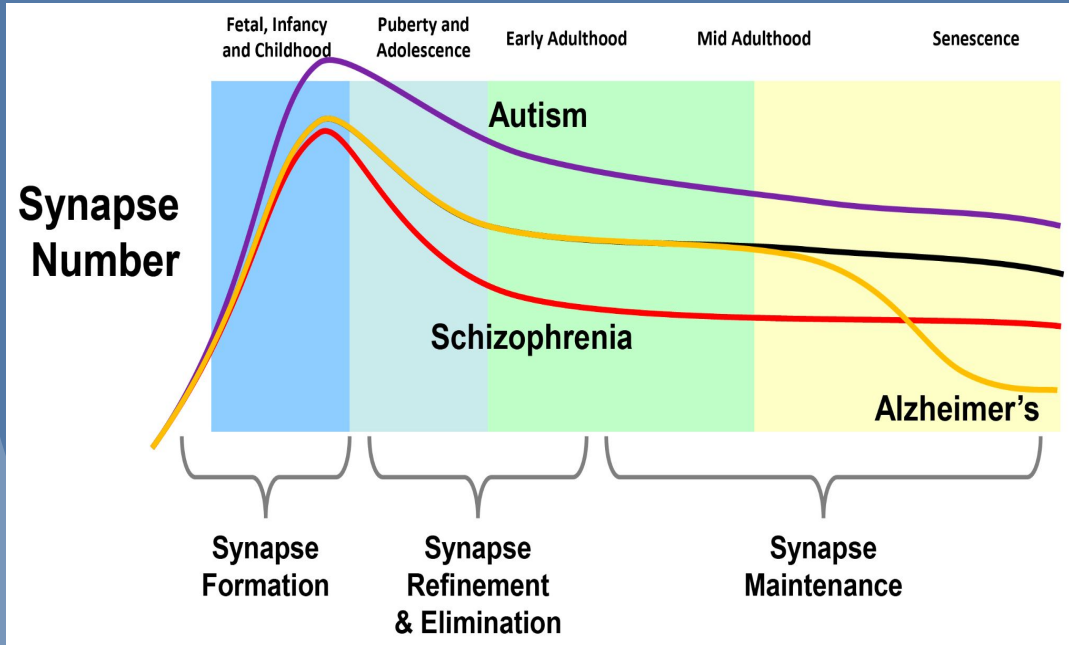 Fetal, Infancy
and Childhood
Puberty and
Adolescence
Early Adulthood
Mid Adulthood
Senescence
Autism
Synapse
Number
Schizophrenia
Alzheimer's
Synapse
Formation
Synapse
Refinement
& Elimination
Synapse
Maintenance